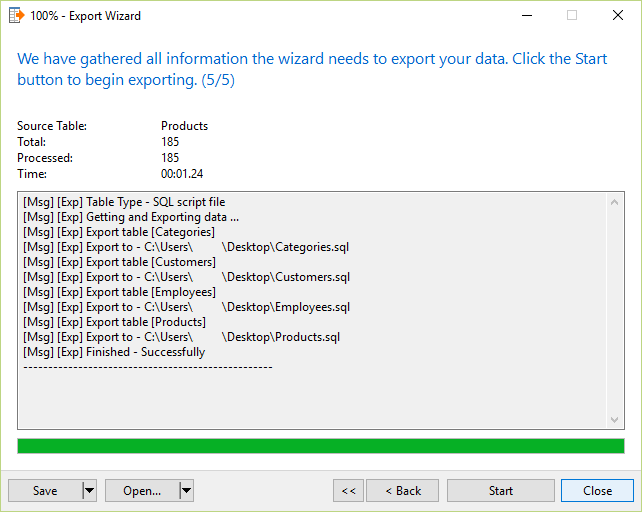 100% - Export Wizard
We have gathered all information the wizard needs to export your data. Click the Start
button to begin exporting. (5/5)
Source Table: Products
Total: 185
Processed: 185
Time: 00:01.24
[Msg] [Exp] Table Type - SQL script file
[Msg] [Exp] Getting and Exporting data ...
[Msg] [Exp] Export table [Categories]
[Msg] [Exp] Export to - C:\Users\ \Desktop\Categories.sql
[Msg] [Exp] Export table [Customers]
[Msg] [Exp] Export to - C:\Users\ \Desktop\Customers.sql
[Msg] [Exp] Export table [Employees]
[Msg] [Exp] Export to - C:\Users\ \Desktop\Employees.sql
[Msg] [Exp] Export table [Products]
[Msg] [Exp] Export to - C:\Users\ \Desktop\Products.sql
[Msg] [Exp] Finished - Successfully
--------------------------------------------------
Save Open... << < Back Start Close